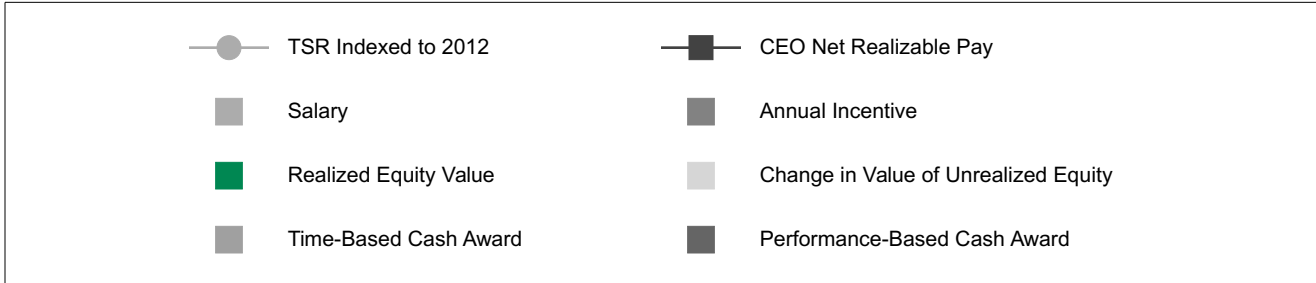 TSR Indexed to 2012
CEO Net Realizable Pay
Salary
Annual Incentive
Realized Equity Value
Change in Value of Unrealized Equity
Time-Based Cash Award
Performance-Based Cash Award